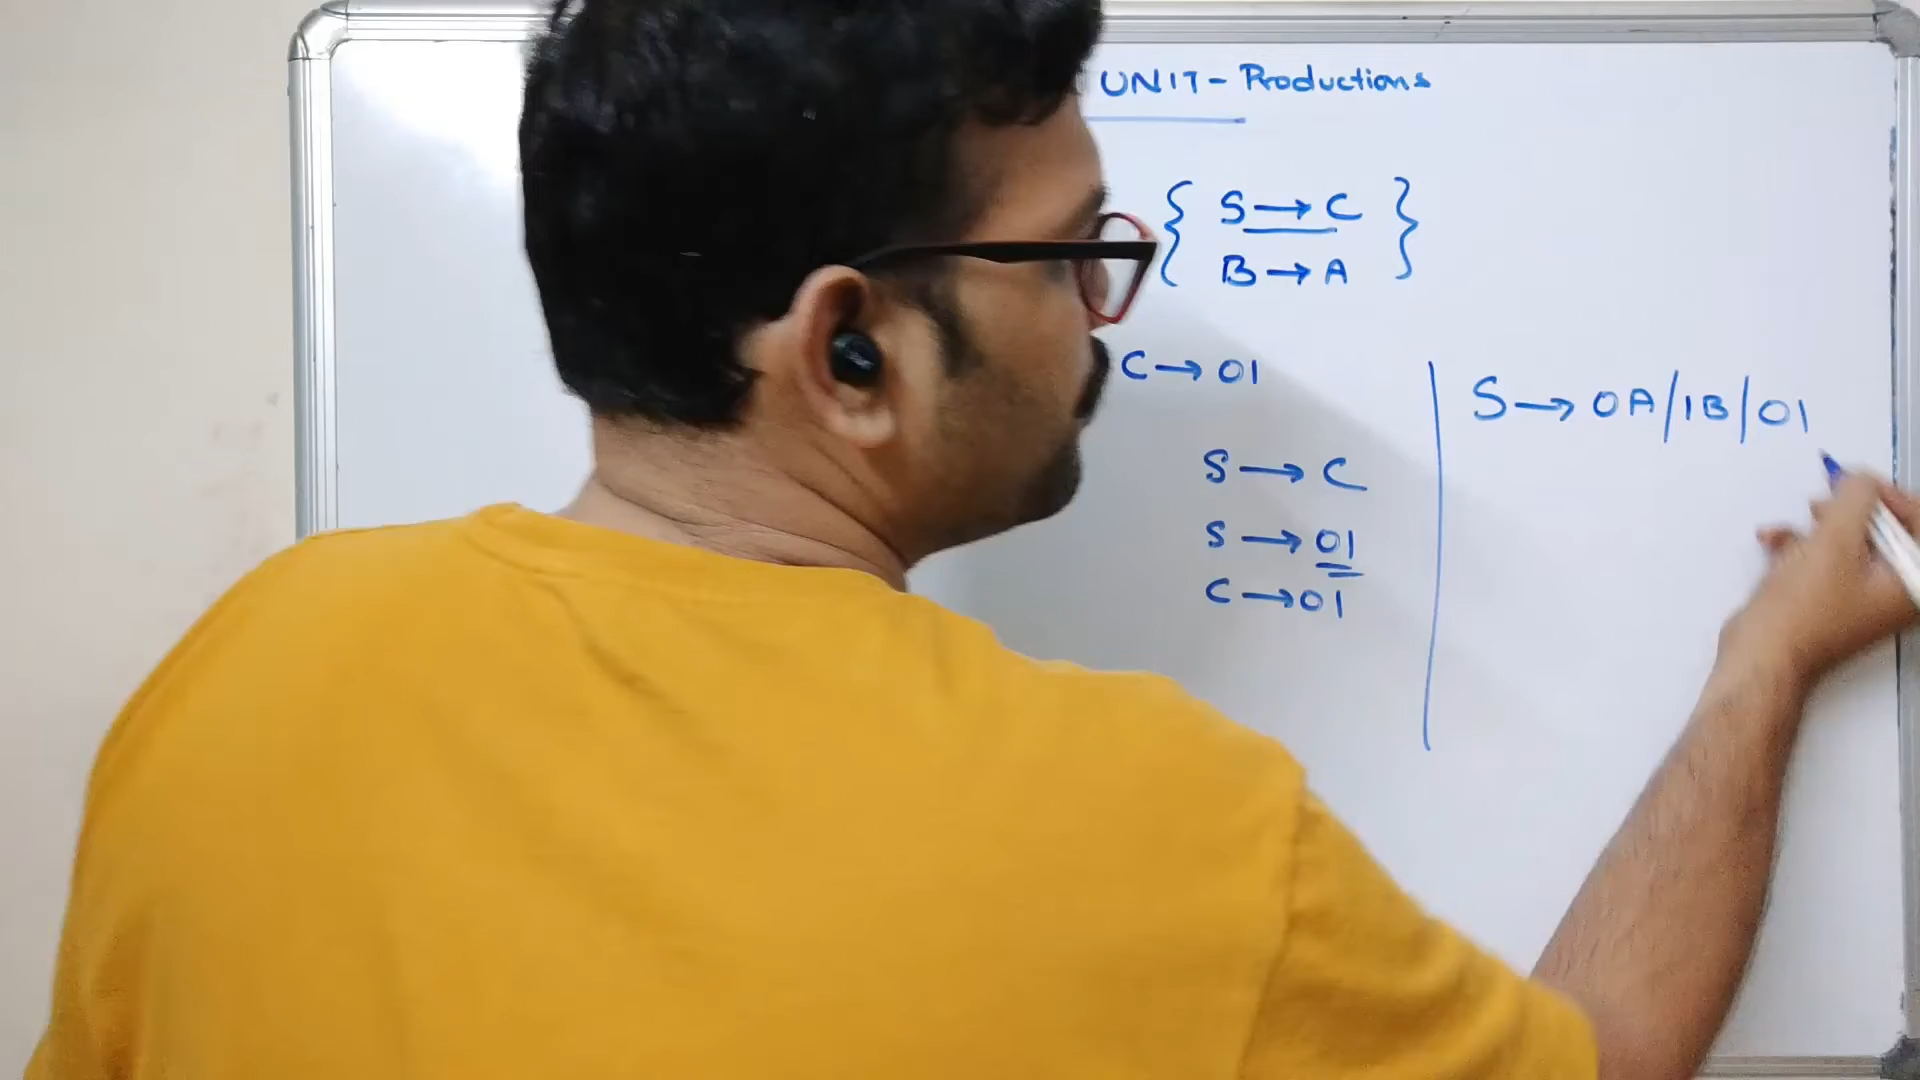 UNIT- Productions
{ S → C }
B → A
C → 01
S → 0A/1B/01
S → C
S → 01
C → 01